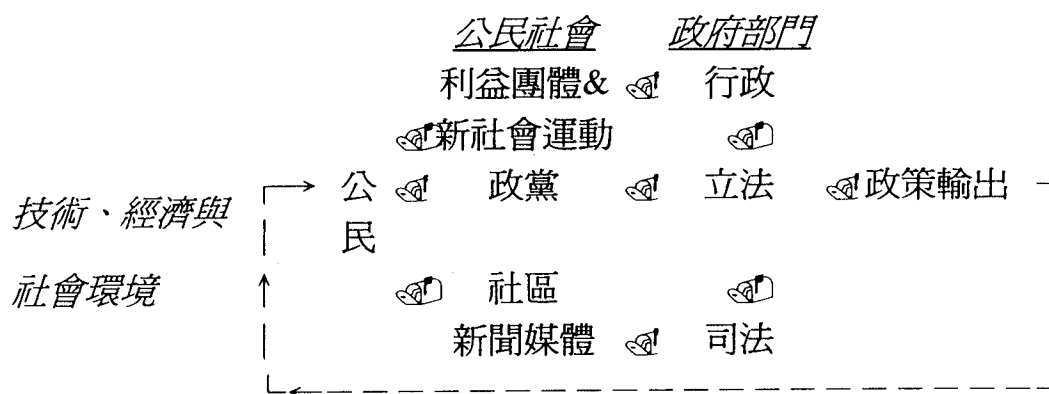 公民社會 政府部門
利益團體& 行政
新社會運動
公民 政黨 立法 政策輸出
技術、經濟與
社會環境
社區
新聞媒體 司法